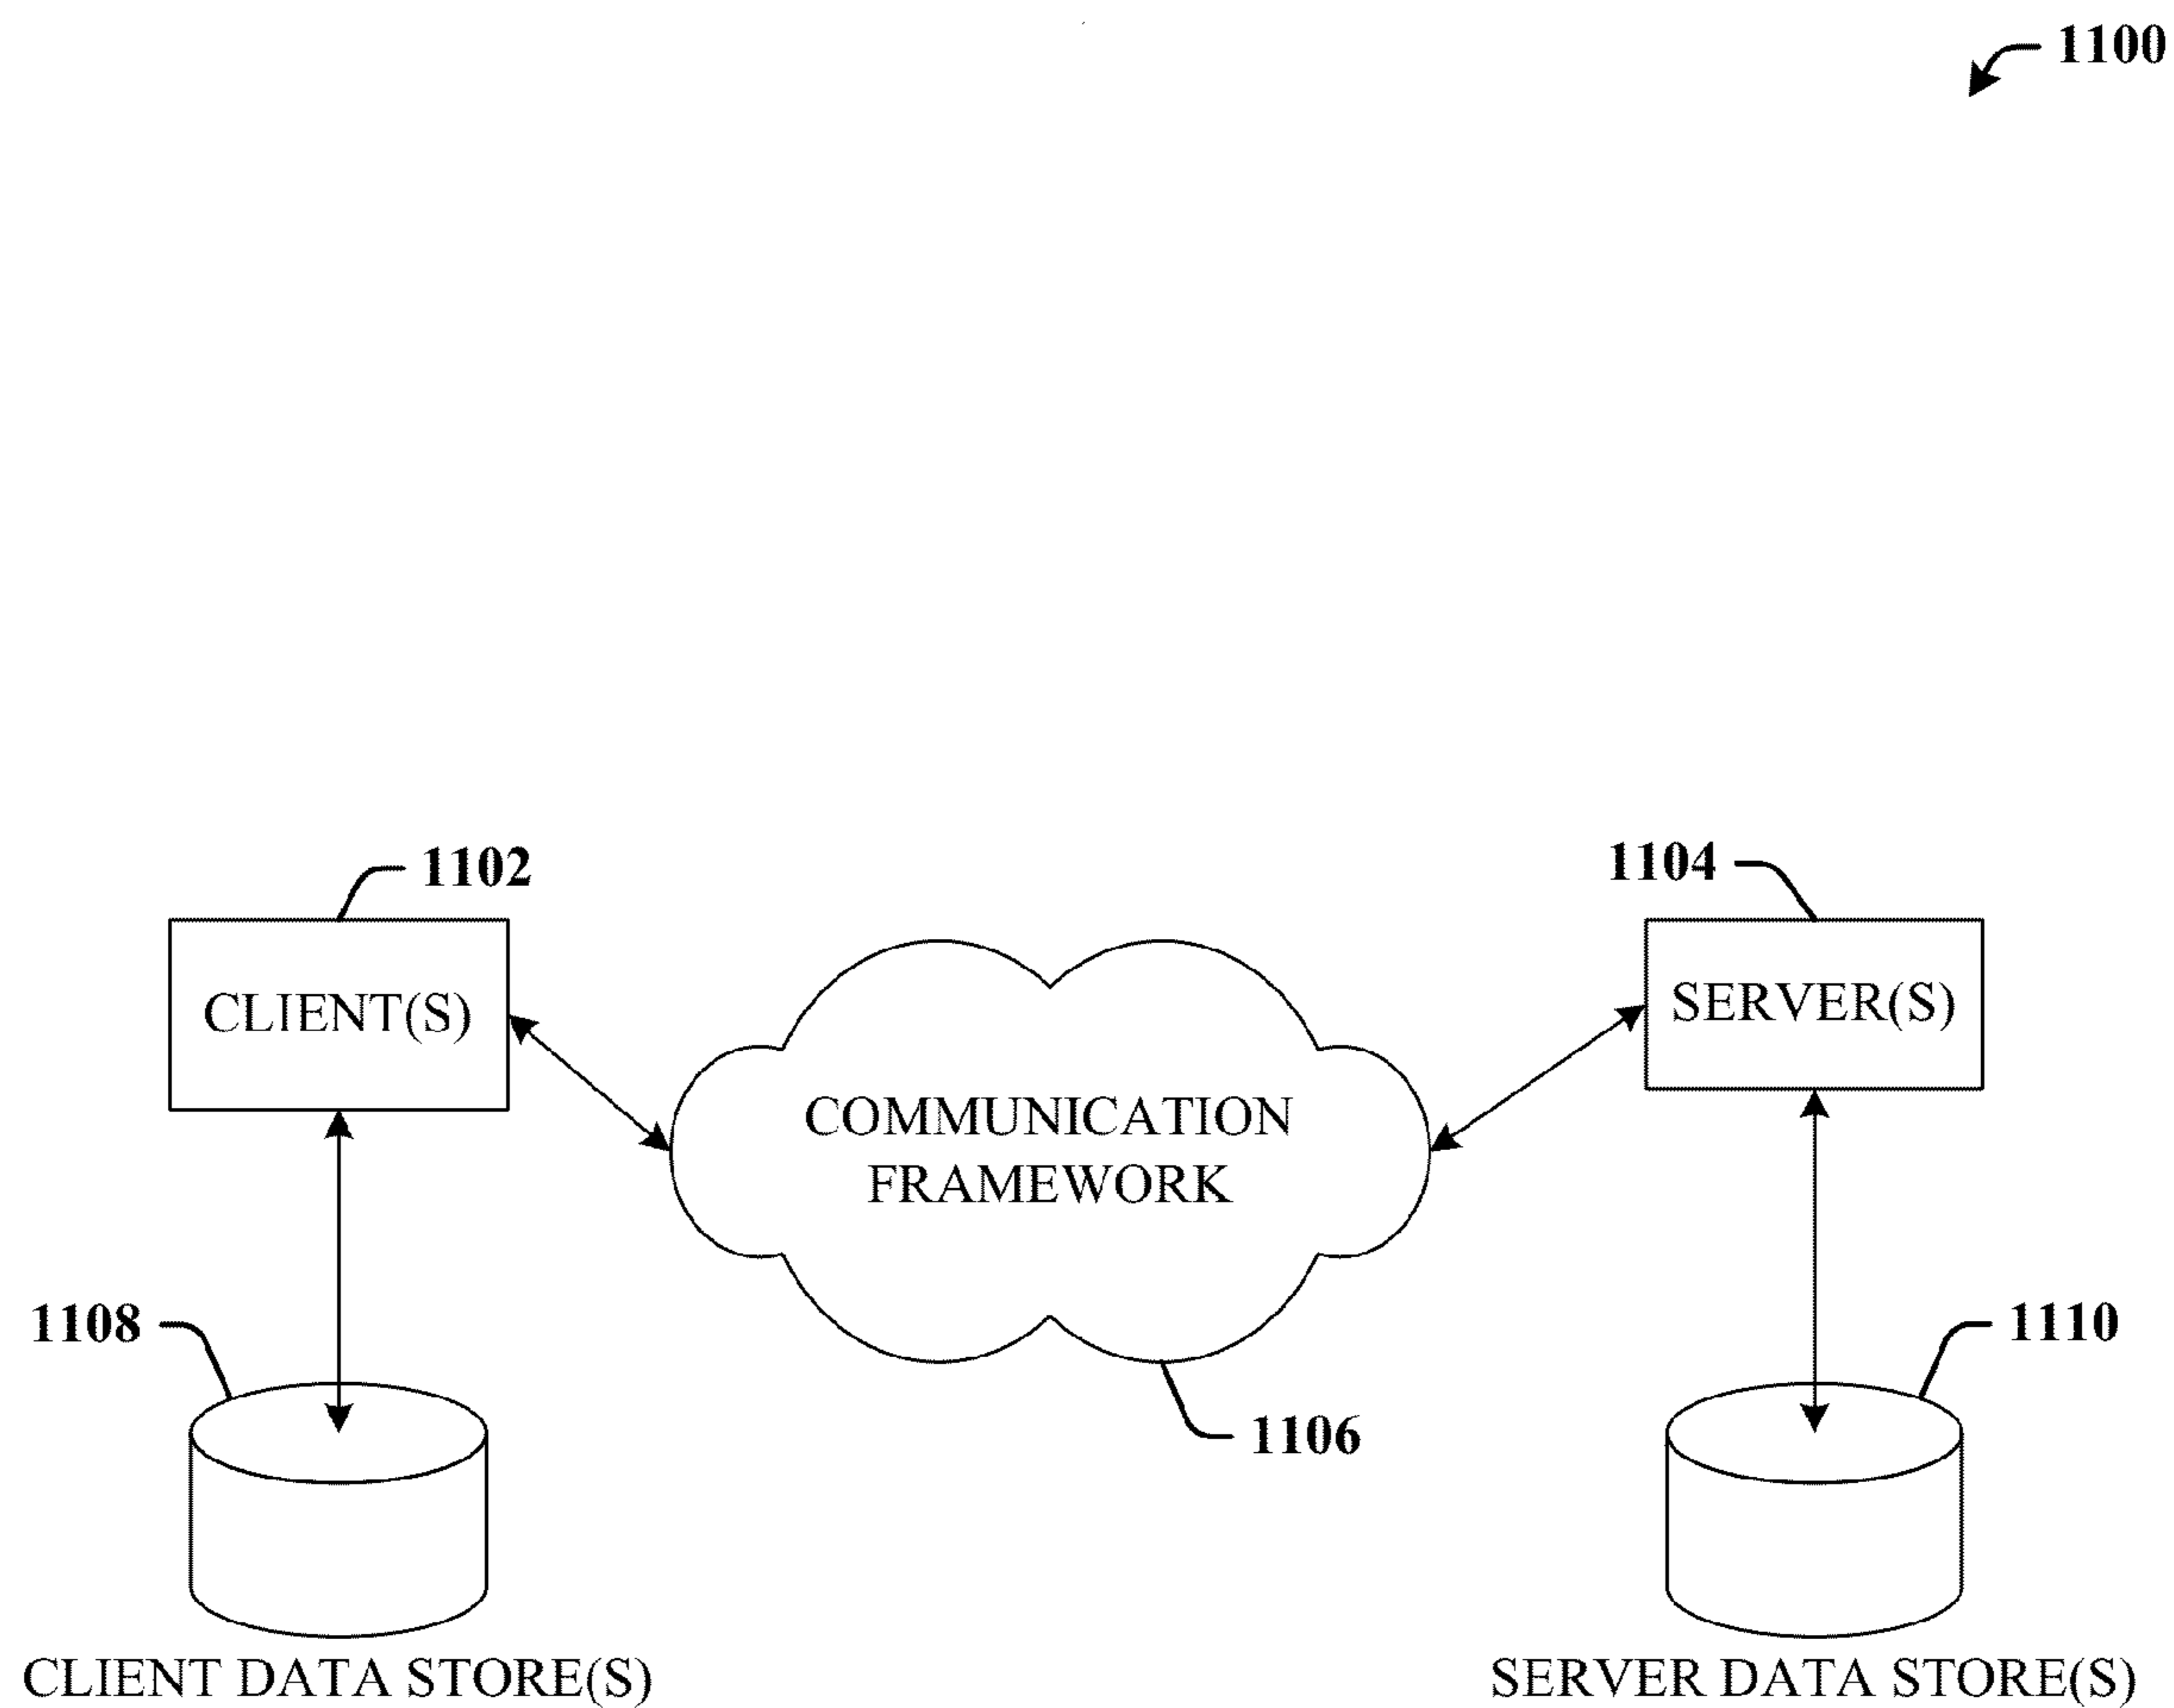 1100
1102
1104
CLIENT(S)
SERVER(S)
COMMUNICATION
FRAMEWORK
1108
1110
1106
CLIENT DATA STORE(S)
SERVER DATA STORE(S)